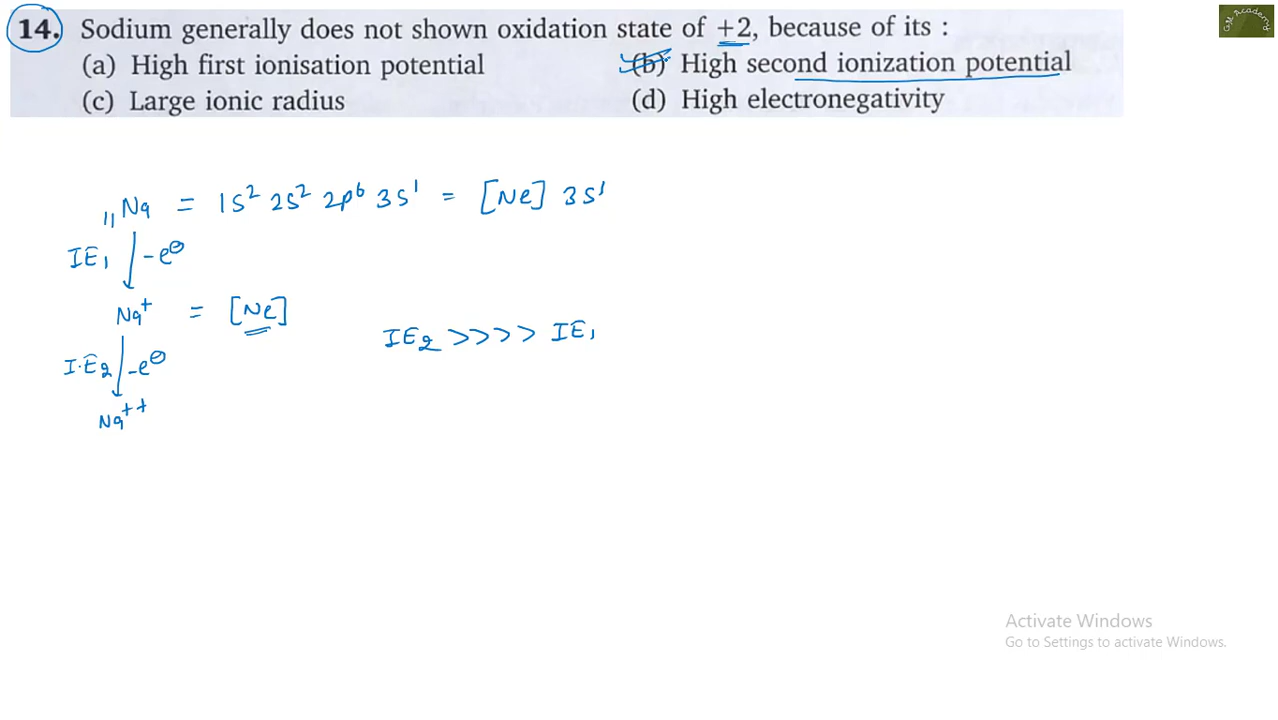 GM Academy
14. Sodium generally does not shown oxidation state of +2, because of its :
(a) High first ionisation potential (b) High second ionization potential
(c) Large ionic radius (d) High electronegativity
₁₁Na = 1s² 2s² 2p⁶ 3s¹ = [Ne] 3s¹
IE₁ ↓ -e⊖
Na⁺ = [Ne]
IE₂ >>>> IE₁
I.E₂ ↓ -e⊖
Na⁺⁺
Activate Windows
Go to Settings to activate Windows.